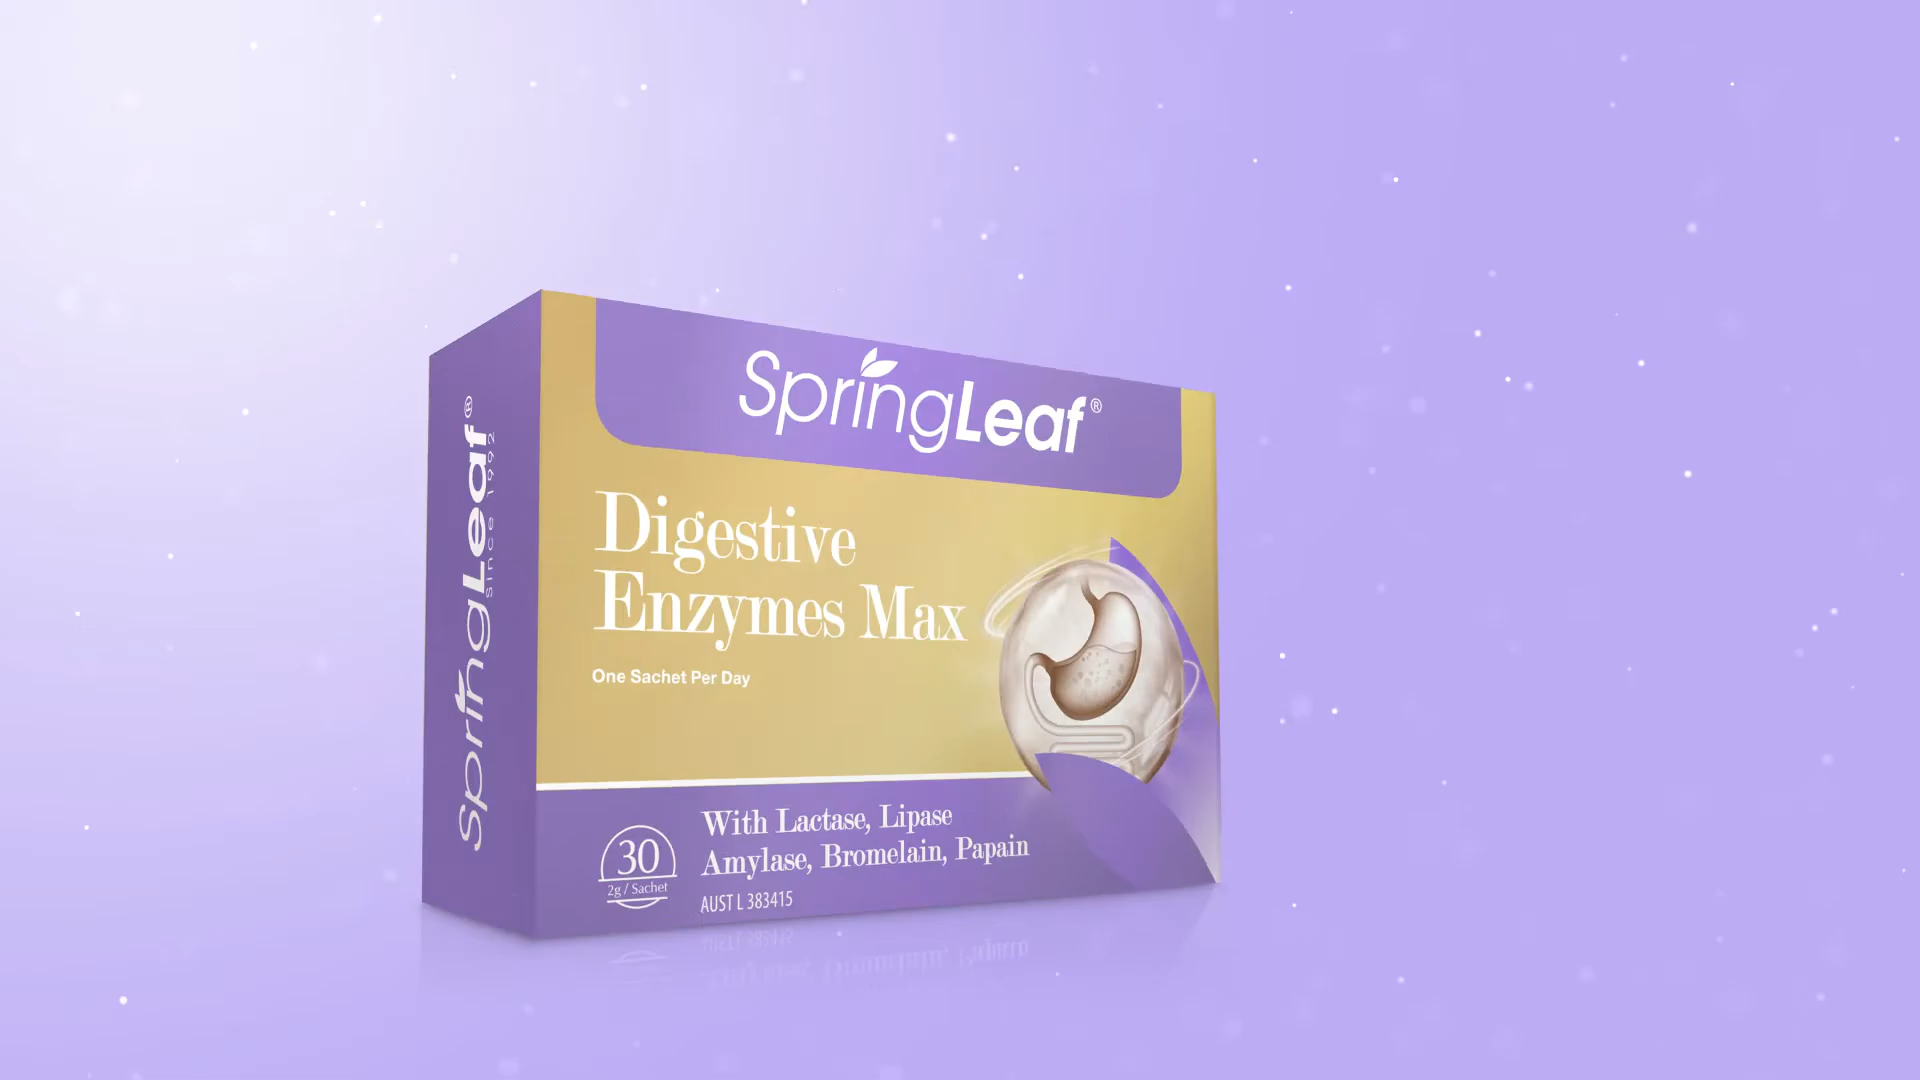 SpringLeaf®
Since 1992
SpringLeaf®
Digestive
Enzymes Max
One Sachet Per Day
30
2g / Sachet
With Lactase, Lipase
Amylase, Bromelain, Papain
AUST L 383415